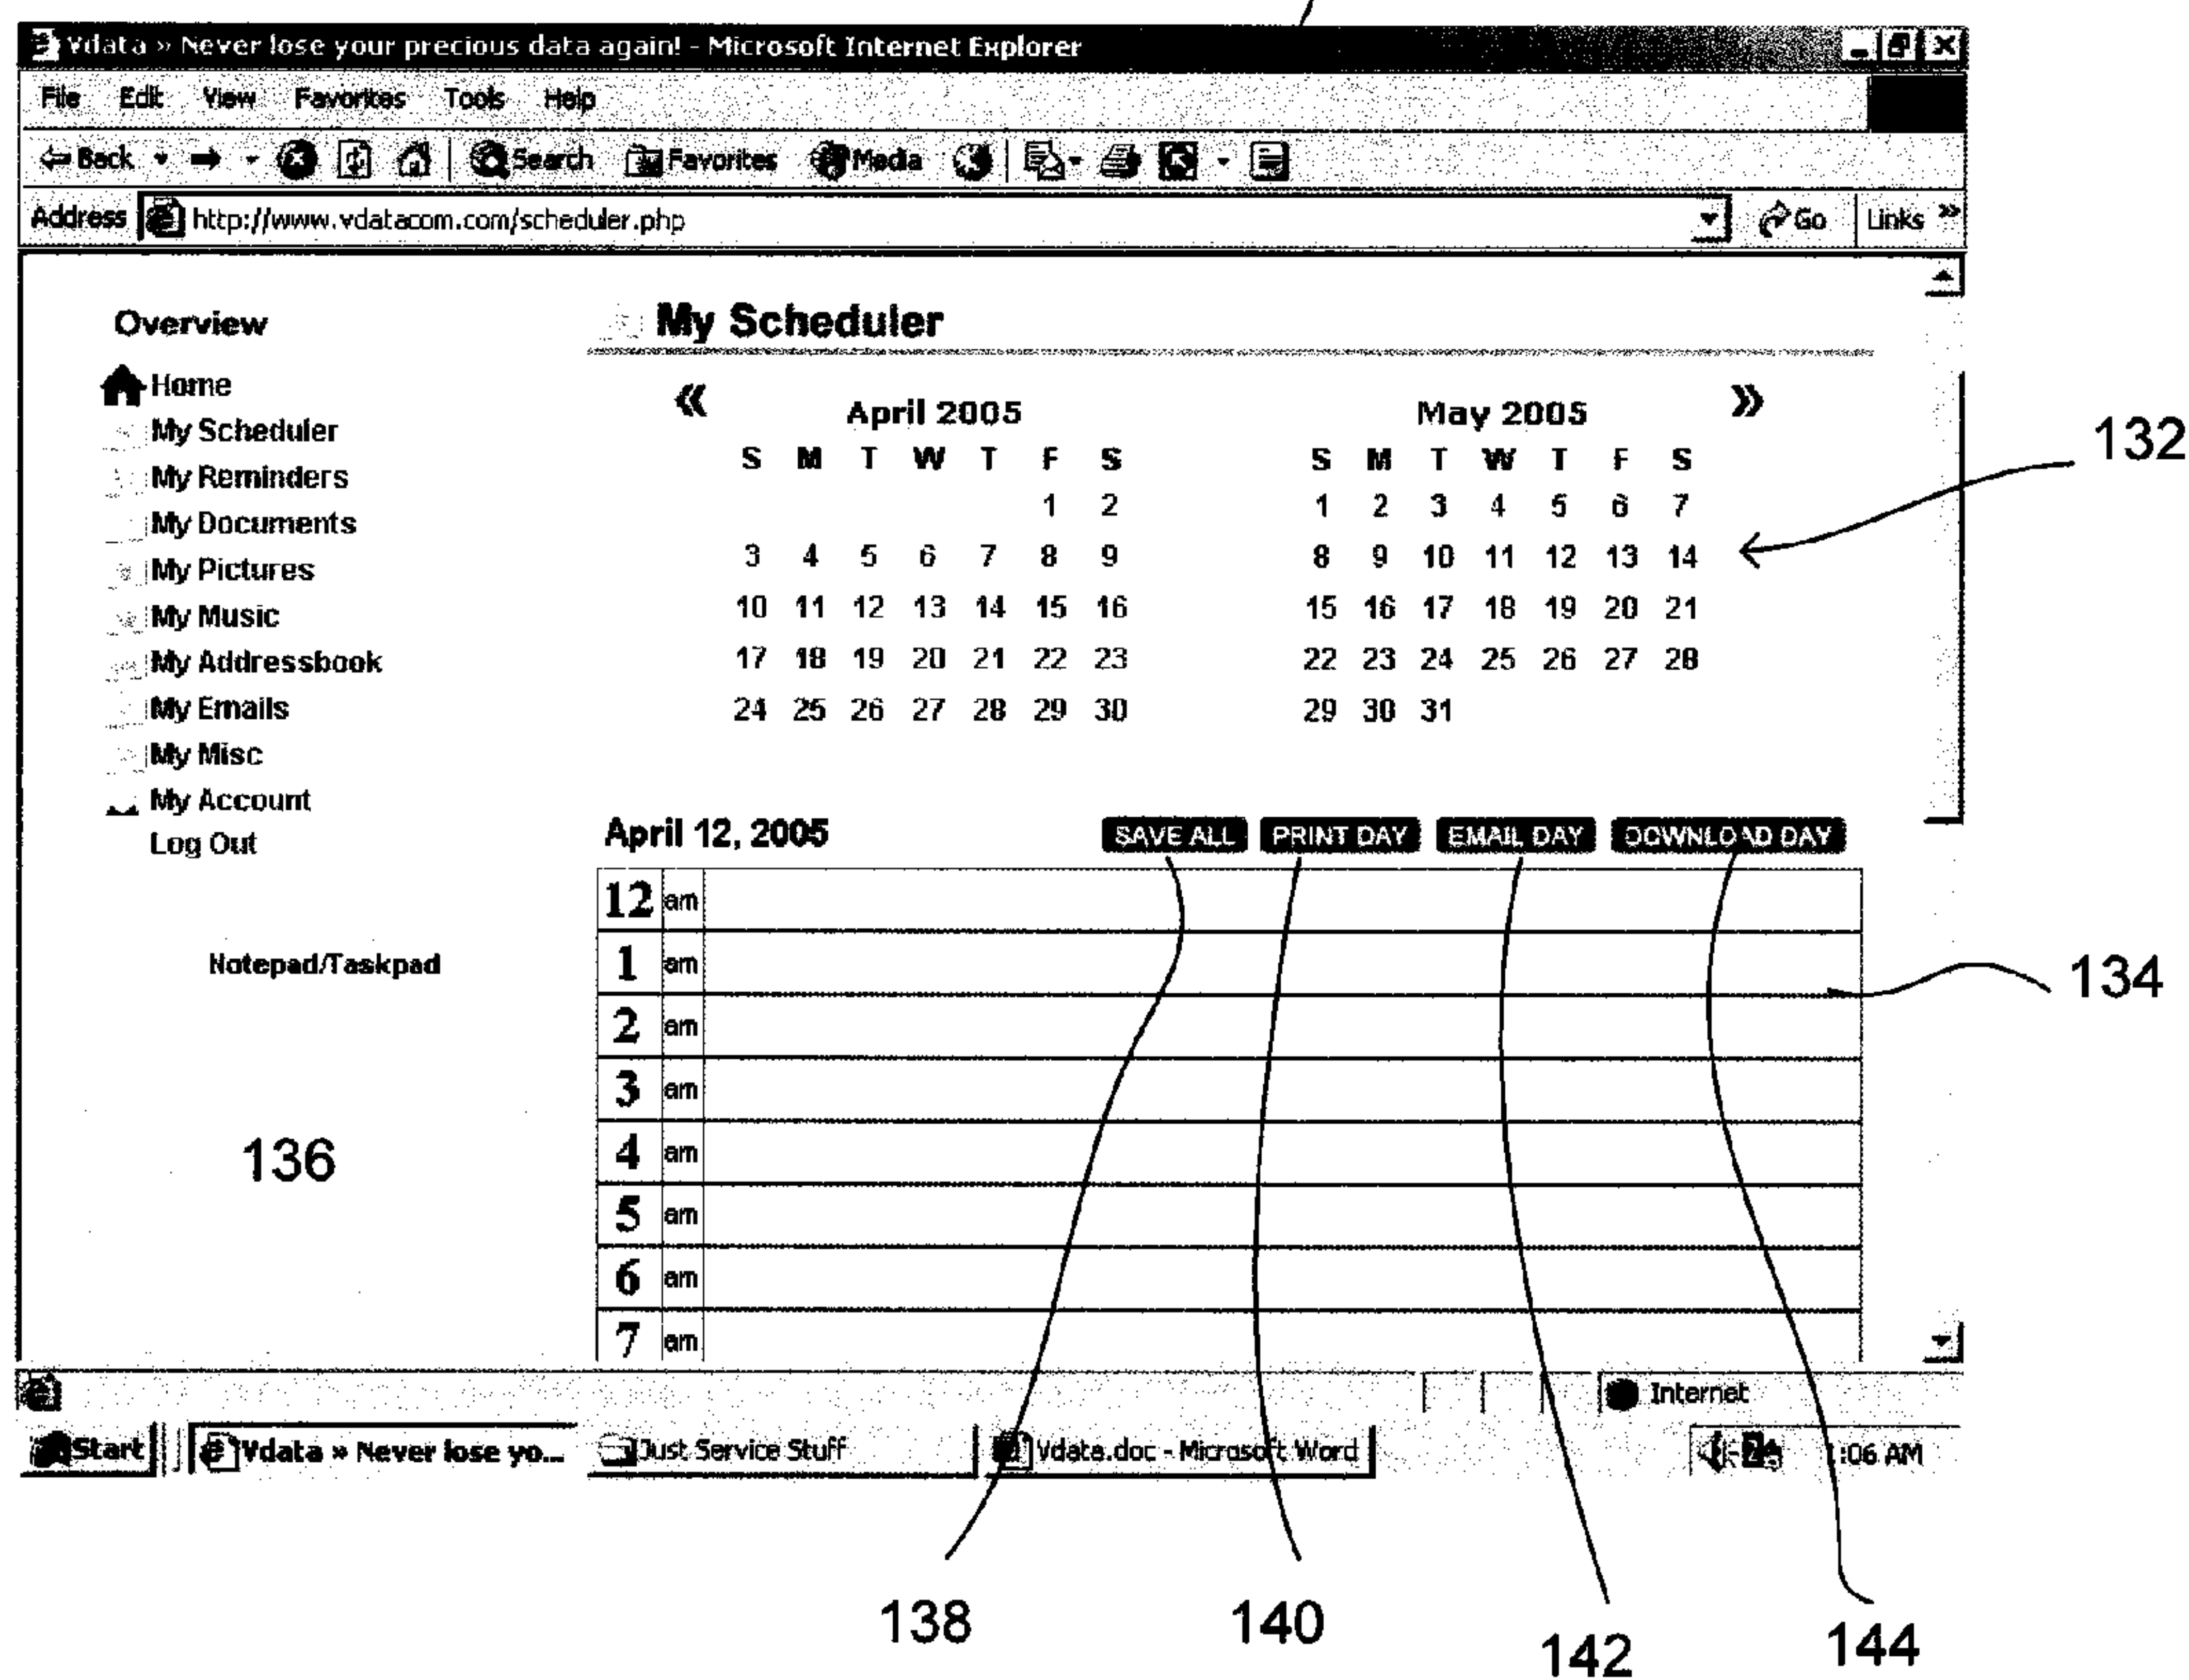 Vdata » Never lose your precious data again! - Microsoft Internet Explorer
File Edit View Favorites Tools Help
Back Search Favorites Media
Address http://www.vdatacom.com/scheduler.php Go Links »
Overview
Home
My Scheduler
My Reminders
My Documents
My Pictures
My Music
My Addressbook
My Emails
My Misc
My Account
Log Out
Notepad/Taskpad
136
My Scheduler
« April 2005
S M T W T F S
1 2
3 4 5 6 7 8 9
10 11 12 13 14 15 16
17 18 19 20 21 22 23
24 25 26 27 28 29 30
May 2005 »
S M T W T F S
1 2 3 4 5 6 7
8 9 10 11 12 13 14
15 16 17 18 19 20 21
22 23 24 25 26 27 28
29 30 31
132
April 12, 2005 SAVE ALL PRINT DAY EMAIL DAY DOWNLOAD DAY
12 am
1 am
134
2 am
3 am
4 am
5 am
6 am
7 am
Internet
Start Vdata » Never lose yo... Just Service Stuff Vdata.doc - Microsoft Word :06 AM
138 140 142 144